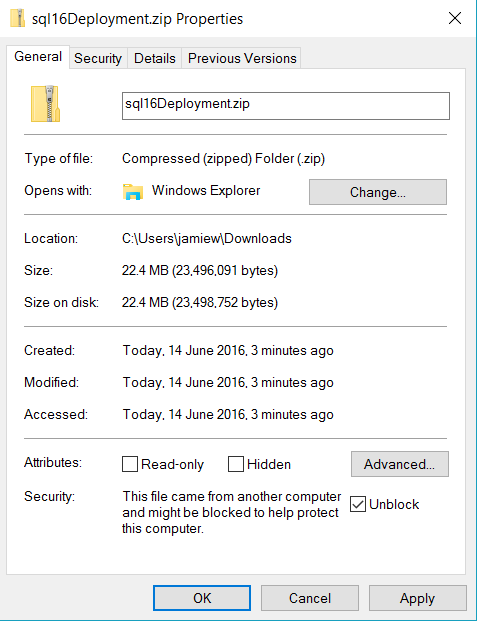 sql16Deployment.zip Properties
General Security Details Previous Versions
sql16Deployment.zip
Type of file: Compressed (zipped) Folder (.zip)
Opens with: Windows Explorer Change...
Location: C:\Users\jamiew\Downloads
Size: 22.4 MB (23,496,091 bytes)
Size on disk: 22.4 MB (23,498,752 bytes)
Created: Today, 14 June 2016, 3 minutes ago
Modified: Today, 14 June 2016, 3 minutes ago
Accessed: Today, 14 June 2016, 3 minutes ago
Attributes: Read-only Hidden Advanced...
Security: This file came from another computer
and might be blocked to help protect Unblock
this computer.
OK Cancel Apply